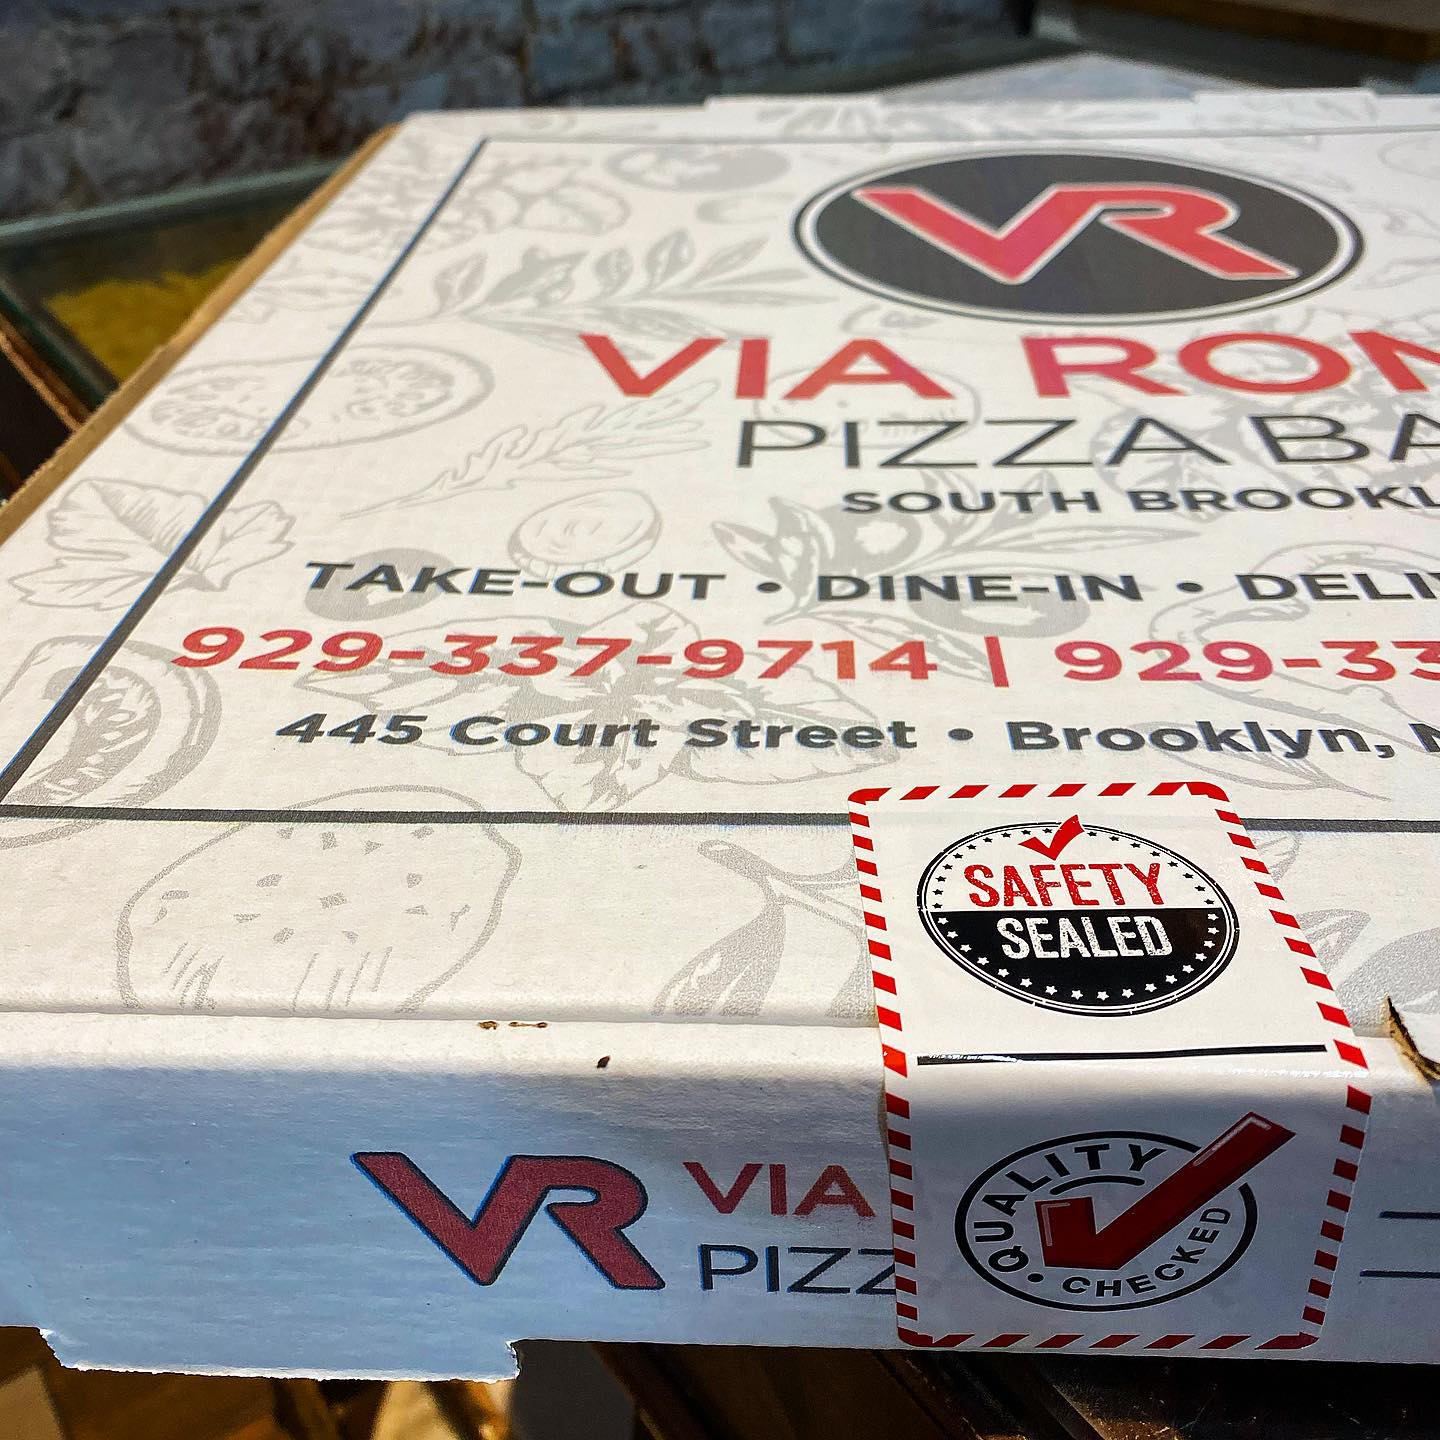 VR
VIA ROM
PIZZA BA
SOUTH BROOKL
TAKE-OUT • DINE-IN • DELI
929-337-9714 | 929-33
445 Court Street • Brooklyn, N
SAFETY
SEALED
VR
VIA
PIZZ
QUALITY
• CHECKED